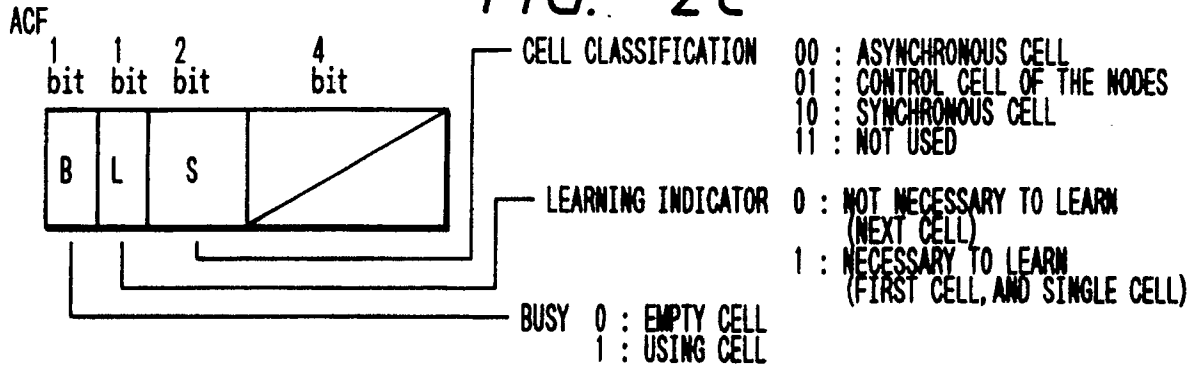 FIG. 2C
ACF
1 1 2 4
bit bit bit bit
B L S
CELL CLASSIFICATION 00 : ASYNCHRONOUS CELL
01 : CONTROL CELL OF THE NODES
10 : SYNCHRONOUS CELL
11 : NOT USED
LEARNING INDICATOR 0 : NOT NECESSARY TO LEARN
(NEXT CELL)
1 : NECESSARY TO LEARN
(FIRST CELL, AND SINGLE CELL)
BUSY 0 : EMPTY CELL
1 : USING CELL